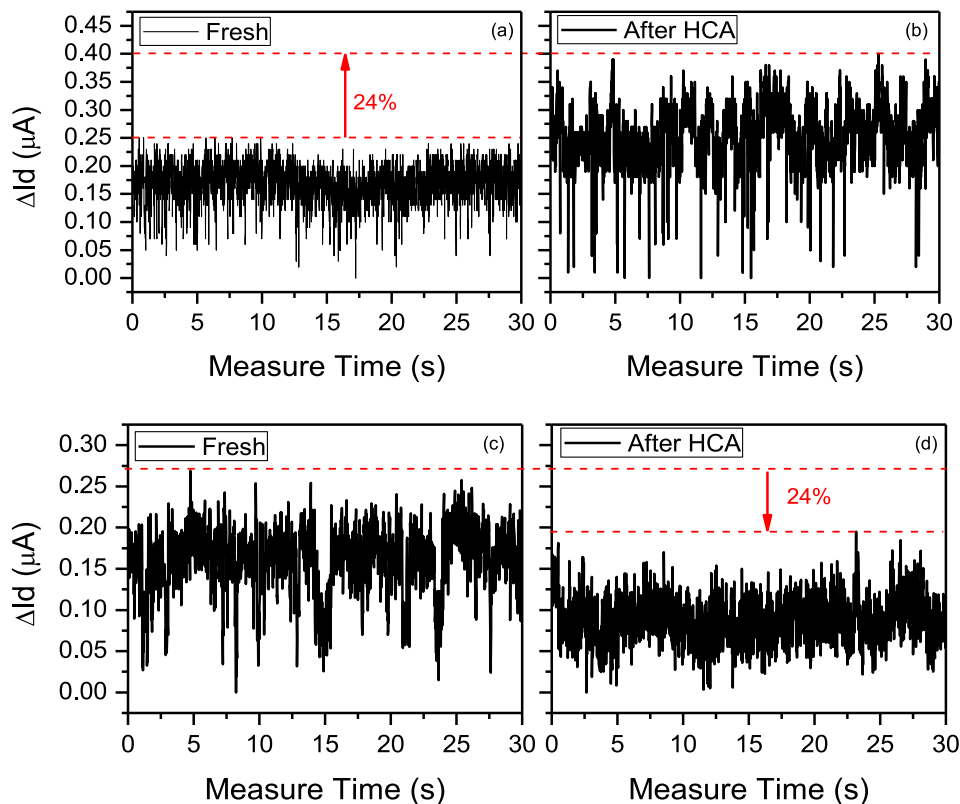 Fresh
(a)
After HCA
(b)
ΔId (μA)
0.45
0.40
0.35
0.30
0.25
0.20
0.15
0.10
0.05
0.00
24%
0 5 10 15 20 25 30
0 5 10 15 20 25 30
Measure Time (s)
Measure Time (s)
Fresh
(c)
After HCA
(d)
ΔId (μA)
0.30
0.25
0.20
0.15
0.10
0.05
0.00
24%
0 5 10 15 20 25 30
0 5 10 15 20 25 30
Measure Time (s)
Measure Time (s)